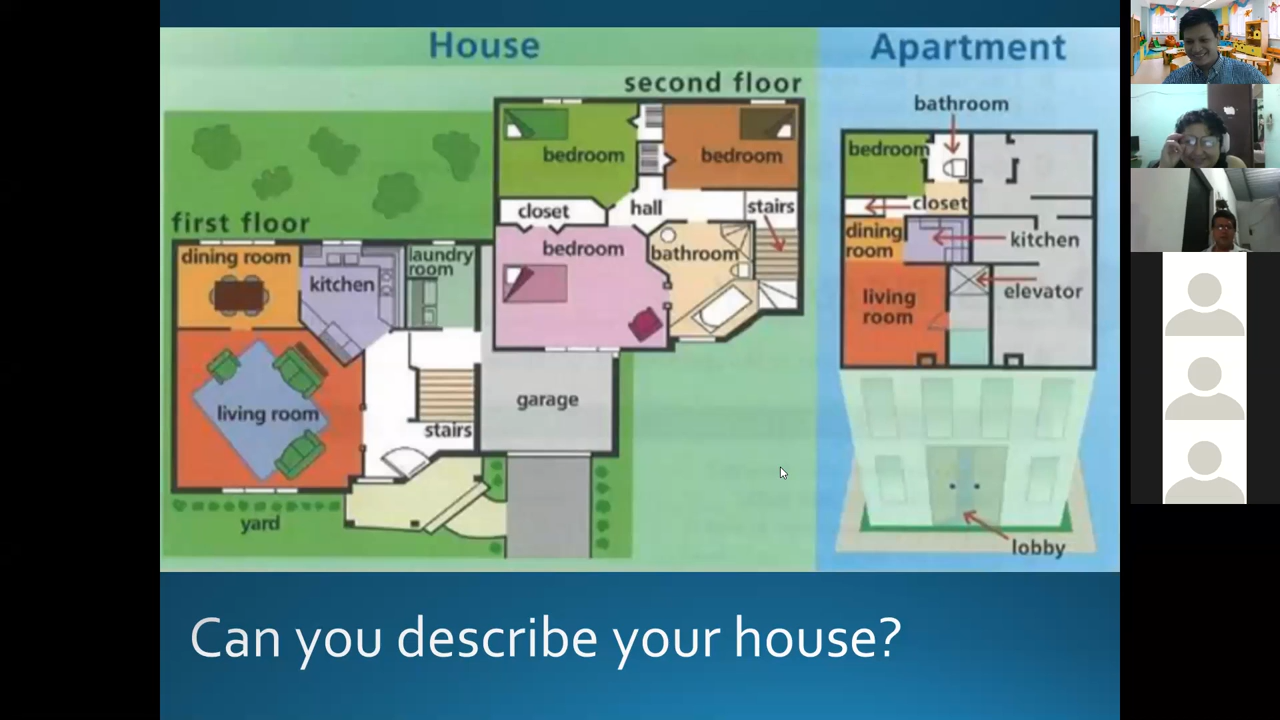 House
second floor
bedroom
bedroom
closet
hall
stairs
bedroom
bathroom
first floor
dining room
kitchen
laundry
room
living room
stairs
garage
yard
Apartment
bathroom
bedroom
closet
dining
room
kitchen
elevator
living
room
lobby
Can you describe your house?